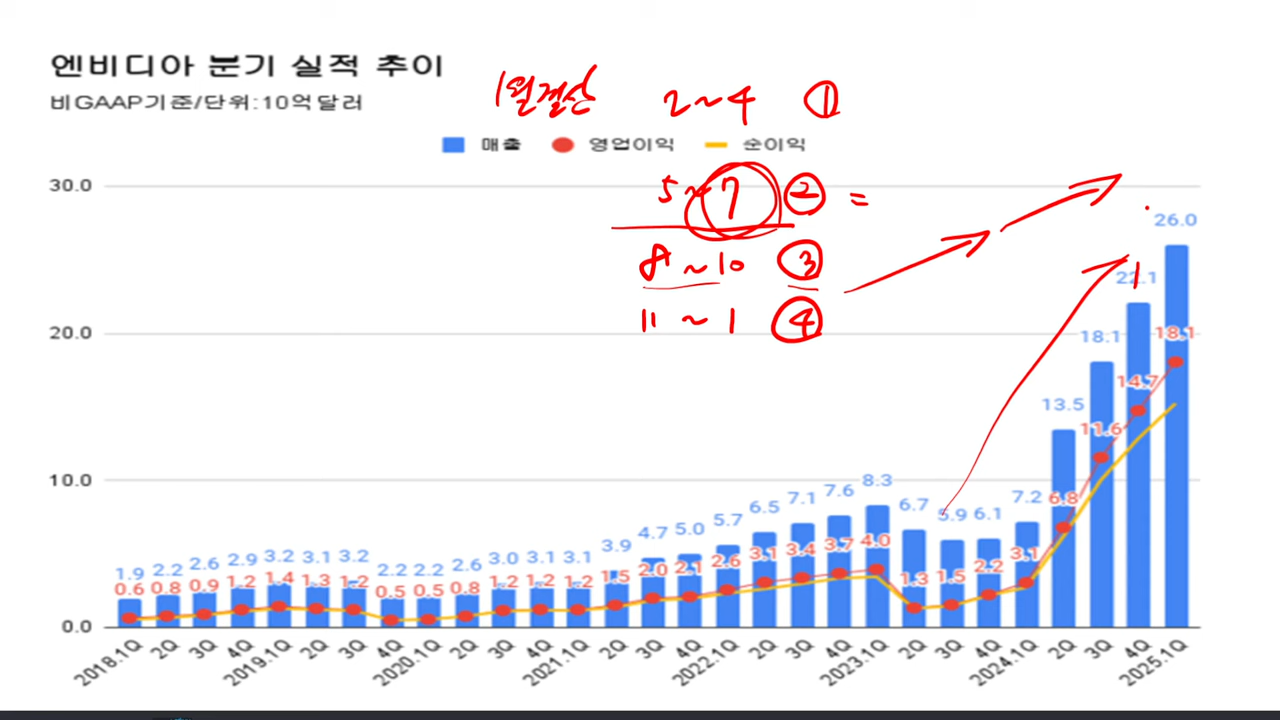 엔비디아 분기 실적 추이
비GAAP기준/단위:10억달러
1월결산 2~4 ①
매출 영업이익 순이익
5~7 ② =
8~10 ③
11~1 ④
30.0
20.0
10.0
0.0
1.9 2.2 2.6 2.9 3.2 3.1 3.2 2.2 2.2 2.6 3.0 3.1 3.1 3.9 4.7 5.0 5.7 6.5 7.1 7.6 8.3 6.7 5.9 6.1 7.2 13.5 18.1 22.1 26.0
0.6 0.8 0.9 1.2 1.4 1.3 1.2 0.5 0.5 0.8 1.2 1.2 1.2 1.5 2.0 2.1 2.6 3.1 3.4 3.7 4.0 1.3 1.5 2.2 3.1 6.8 11.6 14.7 18.1
2018.1Q 2Q 3Q 4Q 2019.1Q 2Q 3Q 4Q 2020.1Q 2Q 3Q 4Q 2021.1Q 2Q 3Q 4Q 2022.1Q 2Q 3Q 4Q 2023.1Q 2Q 3Q 4Q 2024.1Q 2Q 3Q 4Q 2025.1Q